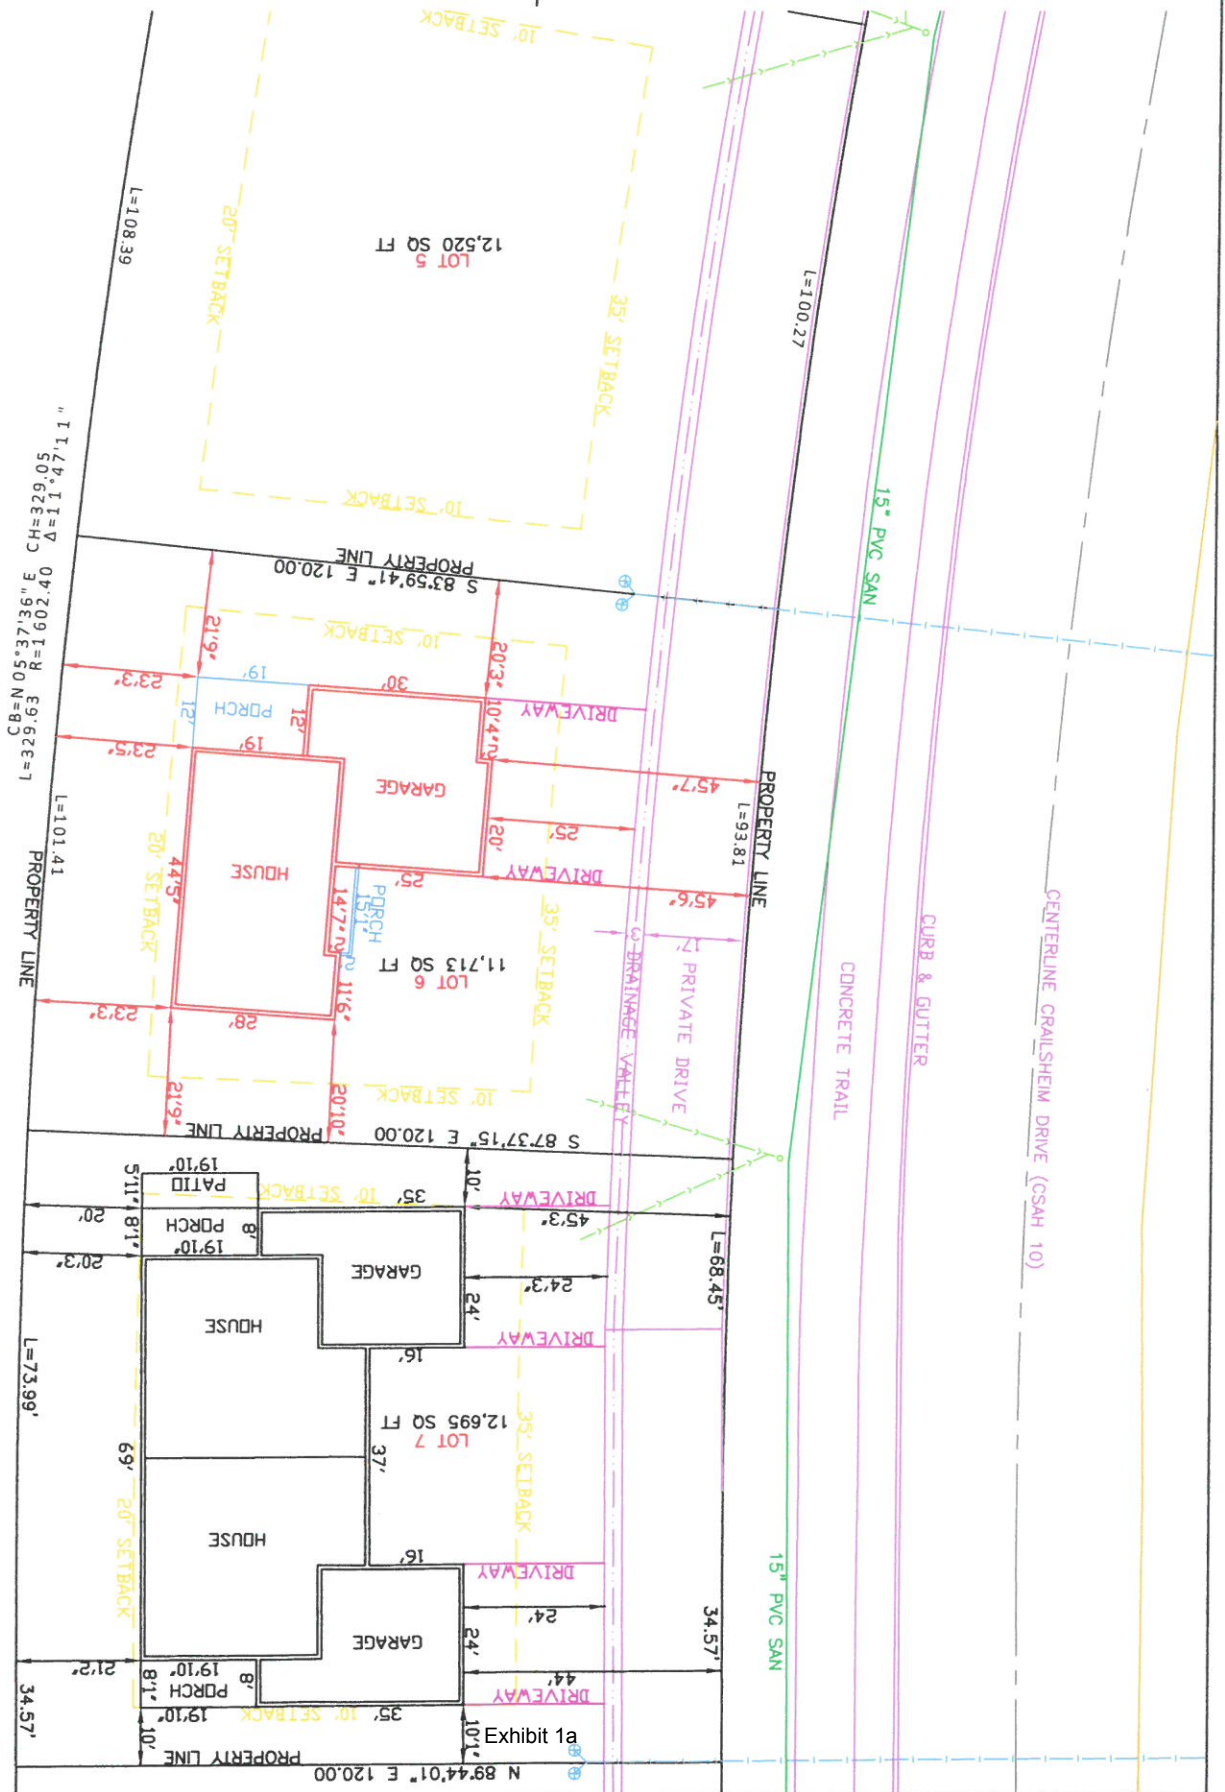 10' SETBACK
L=108.39
20' SETBACK
LOT 5
12,520 SQ FT
35' SETBACK
L=100.27
10' SETBACK
15" PVC SAN
PROPERTY LINE
S 83°59'41" E 120.00
CB=N 05°37'36" E CH=329.05
L=329.63 R=1602.40 Δ=11°47'11"
10' SETBACK
21'9"
20'3"
23'3"
19'
30'
12'
PORCH
12'
10'4"
2'
DRIVEWAY
23'5"
19'
GARAGE
45'7"
PROPERTY LINE
L=93.81
L=101.41
20' SETBACK
44'5"
HOUSE
25'
20'
25'
DRIVEWAY
45'6"
PORCH
15'1"
14'7"
2'
2'
11'6"
LOT 6
11,713 SQ FT
35' SETBACK
3'
DRAINAGE VALLEY
17'
PRIVATE DRIVE
CONCRETE TRAIL
CURB & GUTTER
CENTERLINE CRAILSHEIM DRIVE (CSAH 10)
PROPERTY LINE
23'3"
28'
21'9"
20'10"
10' SETBACK
PROPERTY LINE
S 87°37'15" E 120.00
19'10"
PATIO
5'11"
10' SETBACK
35'
10'
DRIVEWAY
45'3"
20'
8'1"
PORCH
8'
19'10"
20'3"
GARAGE
24'
24'3"
L=68.45'
HOUSE
16'
DRIVEWAY
L=73.99'
LOT 7
12,695 SQ FT
35' SETBACK
69'
37'
20' SETBACK
HOUSE
16'
DRIVEWAY
24'
GARAGE
24'
34.57'
15" PVC SAN
21'2"
19'10"
8'1"
PORCH
8'
44'
DRIVEWAY
34.57'
19'10"
10' SETBACK
35'
10'
10'1"
Exhibit 1a
PROPERTY LINE
N 89°44'01" E 120.00